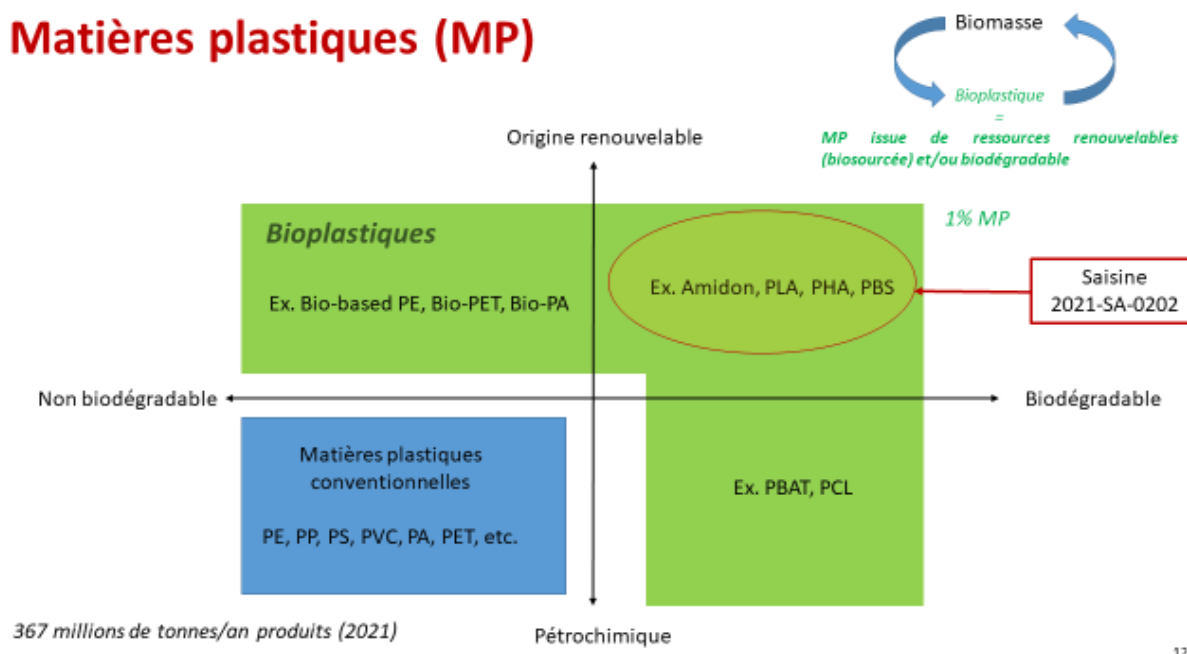 Matières plastiques (MP)
Biomasse
Bioplastique
=
MP issue de ressources renouvelables
(biosourcée) et/ou biodégradable
Origine renouvelable
1% MP
Bioplastiques
Ex. Bio-based PE, Bio-PET, Bio-PA
Ex. Amidon, PLA, PHA, PBS
Saisine
2021-SA-0202
Non biodégradable
Biodégradable
Matières plastiques
conventionnelles
PE, PP, PS, PVC, PA, PET, etc.
Ex. PBAT, PCL
367 millions de tonnes/an produits (2021)
Pétrochimique